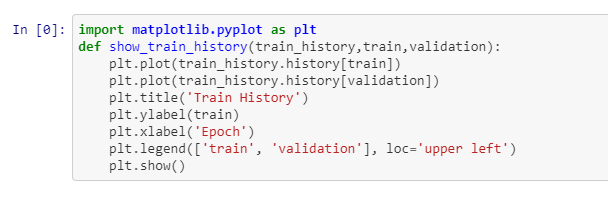 In [0]: import matplotlib.pyplot as plt
def show_train_history(train_history,train,validation):
    plt.plot(train_history.history[train])
    plt.plot(train_history.history[validation])
    plt.title('Train History')
    plt.ylabel(train)
    plt.xlabel('Epoch')
    plt.legend(['train', 'validation'], loc='upper left')
    plt.show()